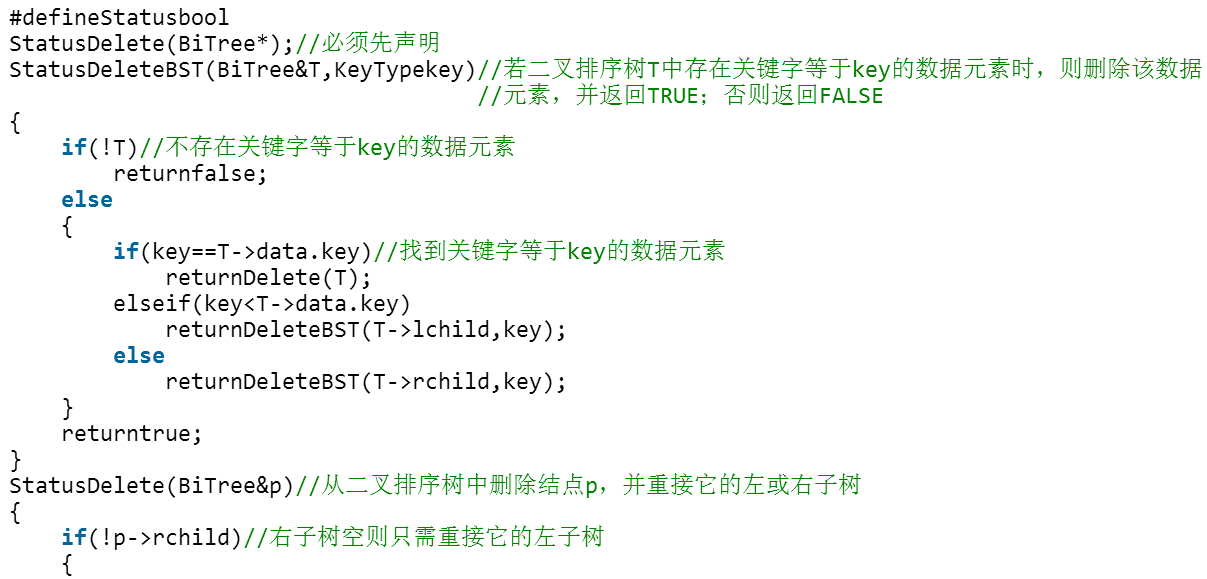 #defineStatusbool
StatusDelete(BiTree*);//必须先声明
StatusDeleteBST(BiTree&T,KeyTypekey)//若二叉排序树T中存在关键字等于key的数据元素时，则删除该数据
//元素，并返回TRUE；否则返回FALSE
{
if(!T)//不存在关键字等于key的数据元素
returnfalse;
else
{
if(key==T->data.key)//找到关键字等于key的数据元素
returnDelete(T);
elseif(key<T->data.key)
returnDeleteBST(T->lchild,key);
else
returnDeleteBST(T->rchild,key);
}
returntrue;
}
StatusDelete(BiTree&p)//从二叉排序树中删除结点p，并重接它的左或右子树
{
if(!p->rchild)//右子树空则只需重接它的左子树
{